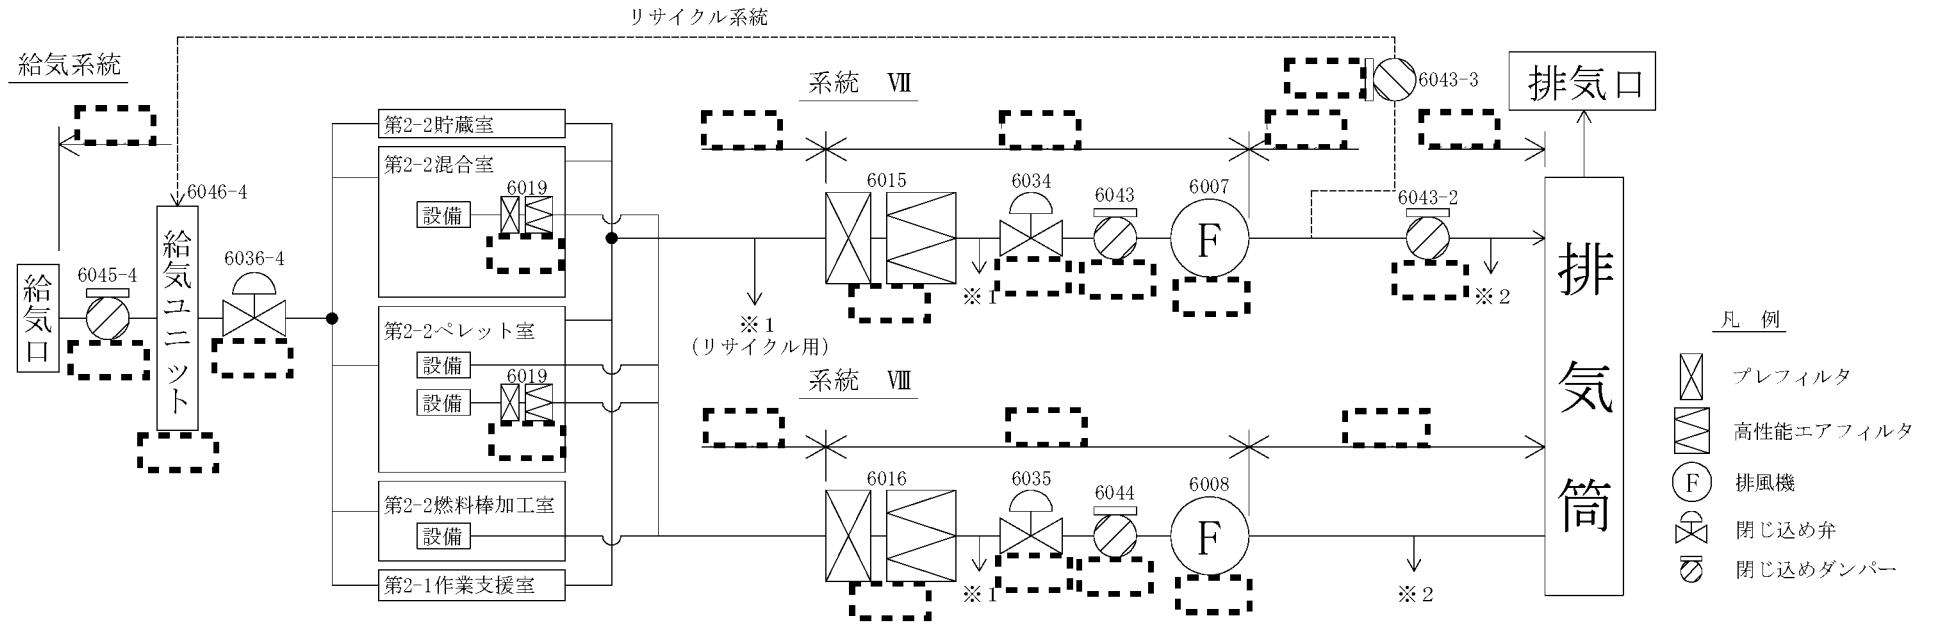 リサイクル系統
給気系統
系統 Ⅶ
6043-3
排気口
第2-2貯蔵室
第2-2混合室
6019
設備
6046-4
給気ユニット
6015
6034
6043
6007
F
6043-2
6036-4
6045-4
給気口
※1
※2
※1
(リサイクル用)
排気筒
第2-2ペレット室
設備
6019
設備
系統 Ⅷ
6016
6035
6044
6008
F
第2-2燃料棒加工室
設備
第2-1作業支援室
※1
※2
凡 例
プレフィルタ
高性能エアフィルタ
F
排風機
閉じ込め弁
閉じ込めダンパー